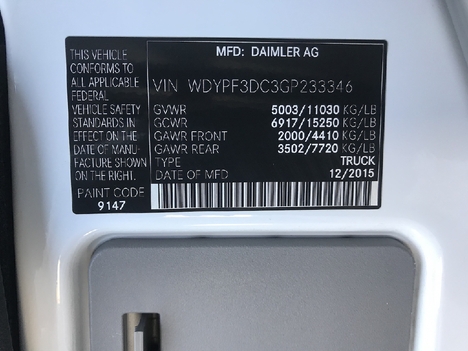 THIS VEHICLE
CONFORMS TO
ALL APPLICABLE
FEDERAL
VEHICLE SAFETY
STANDARDS IN
EFFECT ON THE
DATE OF MANU-
FACTURE SHOWN
ON THE RIGHT.
PAINT CODE
9147
MFD: DAIMLER AG
VIN WDYPF3DC3GP233346
GVWR 5003/11030 KG/LB
GCWR 6917/15250 KG/LB
GAWR FRONT 2000/4410 KG/LB
GAWR REAR 3502/7720 KG/LB
TYPE TRUCK
DATE OF MFD 12/2015